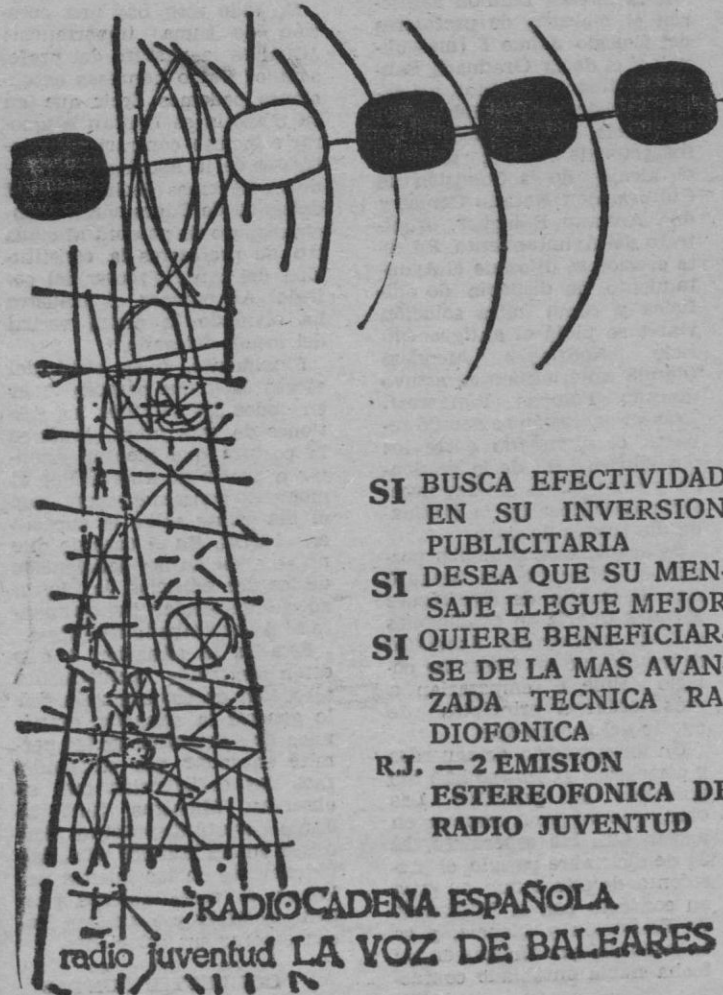 SI BUSCA EFECTIVIDAD
EN SU INVERSION
PUBLICITARIA
SI DESEA QUE SU MEN-
SAJE LLEGUE MEJOR
SI QUIERE BENEFICIAR-
SE DE LA MAS AVAN-
ZADA TECNICA RA-
DIOFONICA
R.J. — 2 EMISION
ESTEREOFONICA DE
RADIO JUVENTUD
RADIOCADENA ESPAÑOLA
radio juventud LA VOZ DE BALEARES